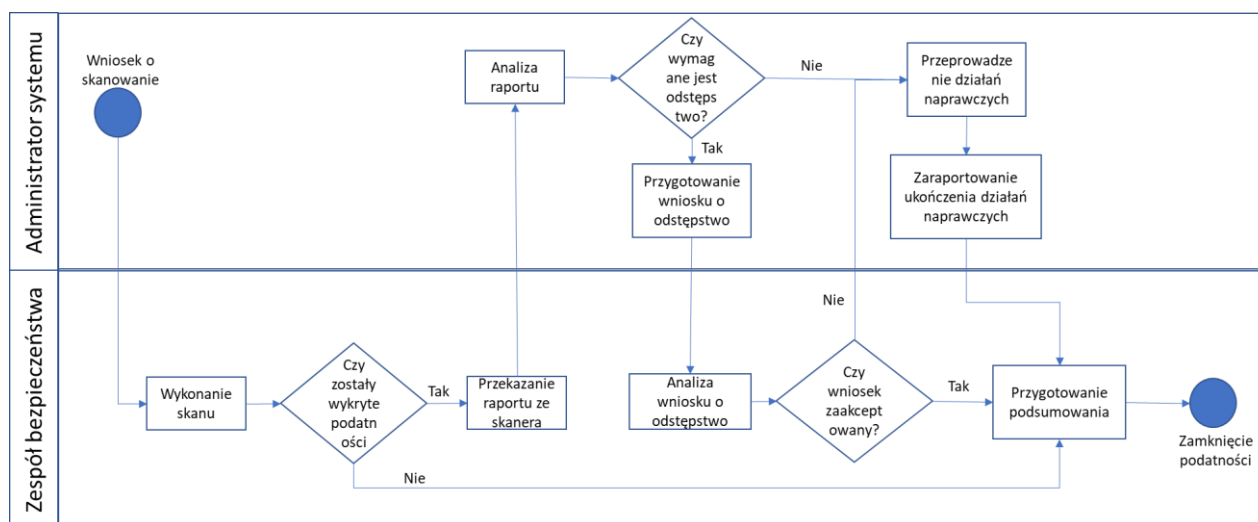 Administrator systemu
Wniosek o
skanowanie
Analiza
raportu
Czy
wymag
ane jest
odstęps
two?
Nie
Tak
Przeprowadze
nie działań
naprawczych
Przygotowanie
wniosku o
odstępstwo
Zaraportowanie
ukończenia działań
naprawczych
Zespół bezpieczeństwa
Wykonanie
skanu
Czy
zostały
wykryte
podatn
ości
Tak
Nie
Przekazanie
raportu ze
skanera
Analiza
wniosku o
odstępstwo
Czy
wniosek
zaakcept
owany?
Nie
Tak
Przygotowanie
podsumowania
Zamknięcie
podatności